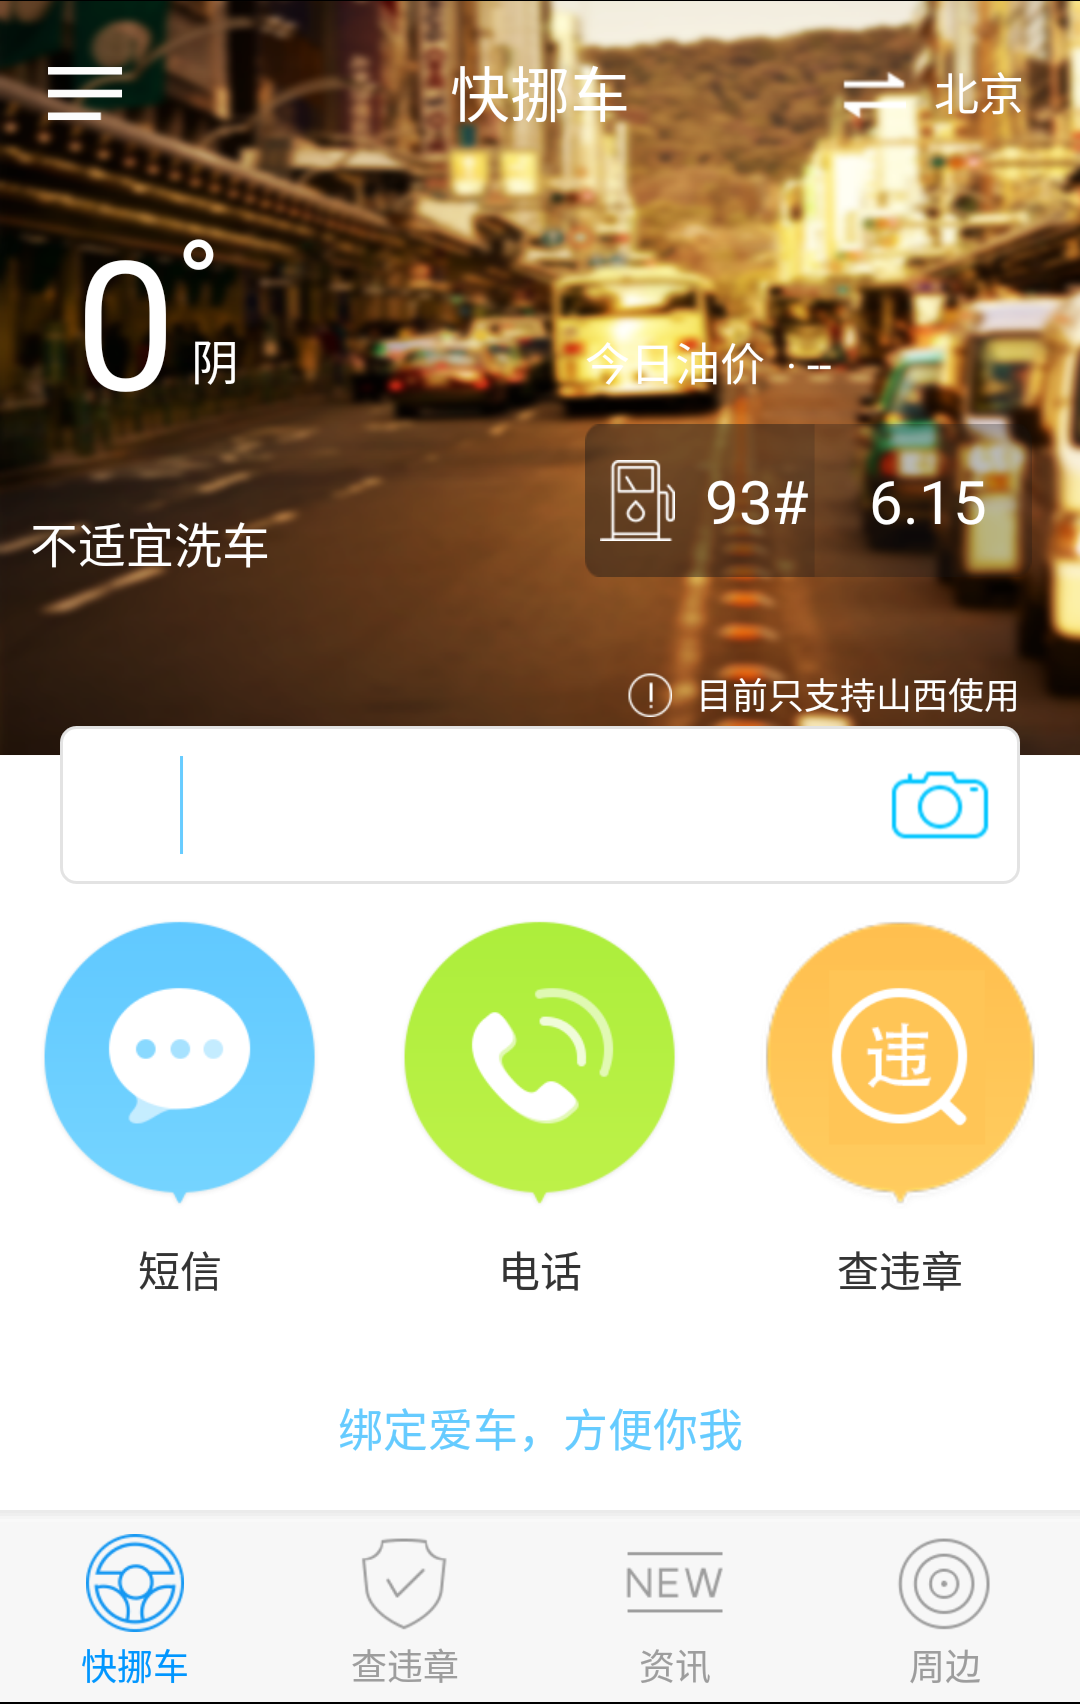 快挪车
北京
0°
阴
今日油价 · --
93# 6.15
不适宜洗车
目前只支持山西使用
违
短信
电话
查违章
绑定爱车，方便你我
NEW
快挪车
查违章
资讯
周边